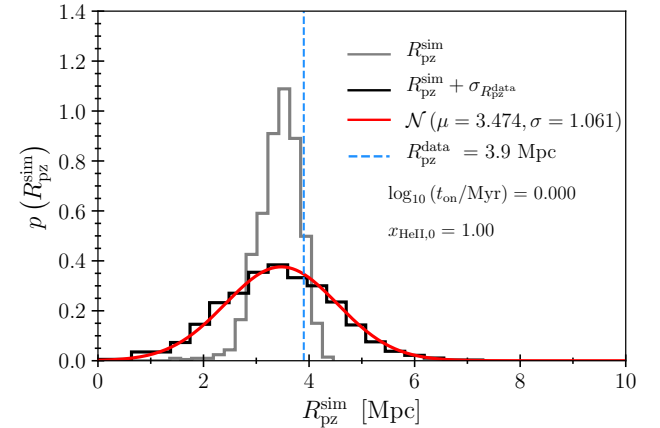 1.4
1.2
1.0
0.8
0.6
0.4
0.2
0.0
p (R_pz^sim)
R_pz^sim
R_pz^sim + σ_{R_pz^data}
𝒩 (μ = 3.474, σ = 1.061)
R_pz^data = 3.9 Mpc
log₁₀ (t_on/Myr) = 0.000
x_HeII,0 = 1.00
0 2 4 6 8 10
R_pz^sim [Mpc]